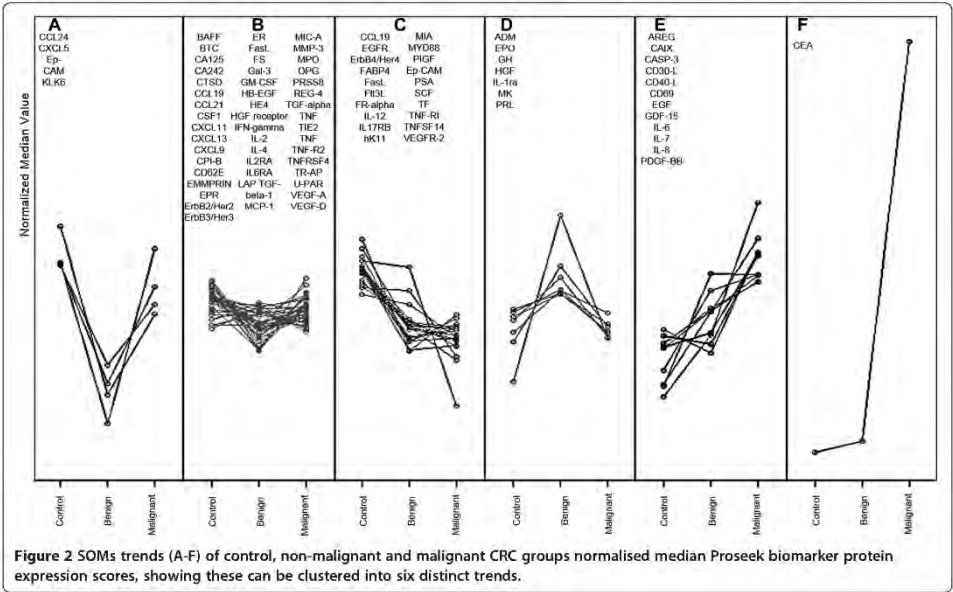 A
CCL24
CXCL5
Ep-
CAM
KLK6
B
BAFF ER MIC-A
BTC FasL MMP-3
CA125 FS MPO
CA242 Gal-3 OPG
CTSD GM-CSF PRSS8
CCL19 HB-EGF REG-4
CCL21 HE4 TGF-alpha
CSF1 HGF receptor TNF
CXCL11 IFN-gamma TIE2
CXCL13 IL-2 TNF
CXCL9 IL-4 TNF-R2
CPI-B IL2RA TNFRSF4
CD62E IL6RA TR-AP
EMMPRIN LAP TGF- U-PAR
EPR beta-1 VEGF-A
ErbB2/Her2 MCP-1 VEGF-D
ErbB3/Her3
C
CCL19 MIA
EGFR MYD88
ErbB4/Her4 PIGF
FABP4 Ep-CAM
FasL PSA
Flt3L SCF
FR-alpha TF
IL-12 TNF-RI
IL17RB TNFSF14
hK11 VEGFR-2
D
ADM
EPO
GH
HGF
IL-1ra
MK
PRL
E
AREG
CAIX
CASP-3
CD30-L
CD40-L
CD69
EGF
GDF-15
IL-6
IL-7
IL-8
PDGF-BB
F
CEA
Normalized Median Value
Control Benign Malignant
Control Benign Malignant
Control Benign Malignant
Control Benign Malignant
Control Benign Malignant
Control Benign Malignant
Figure 2 SOMs trends (A-F) of control, non-malignant and malignant CRC groups normalised median Proseek biomarker protein
expression scores, showing these can be clustered into six distinct trends.